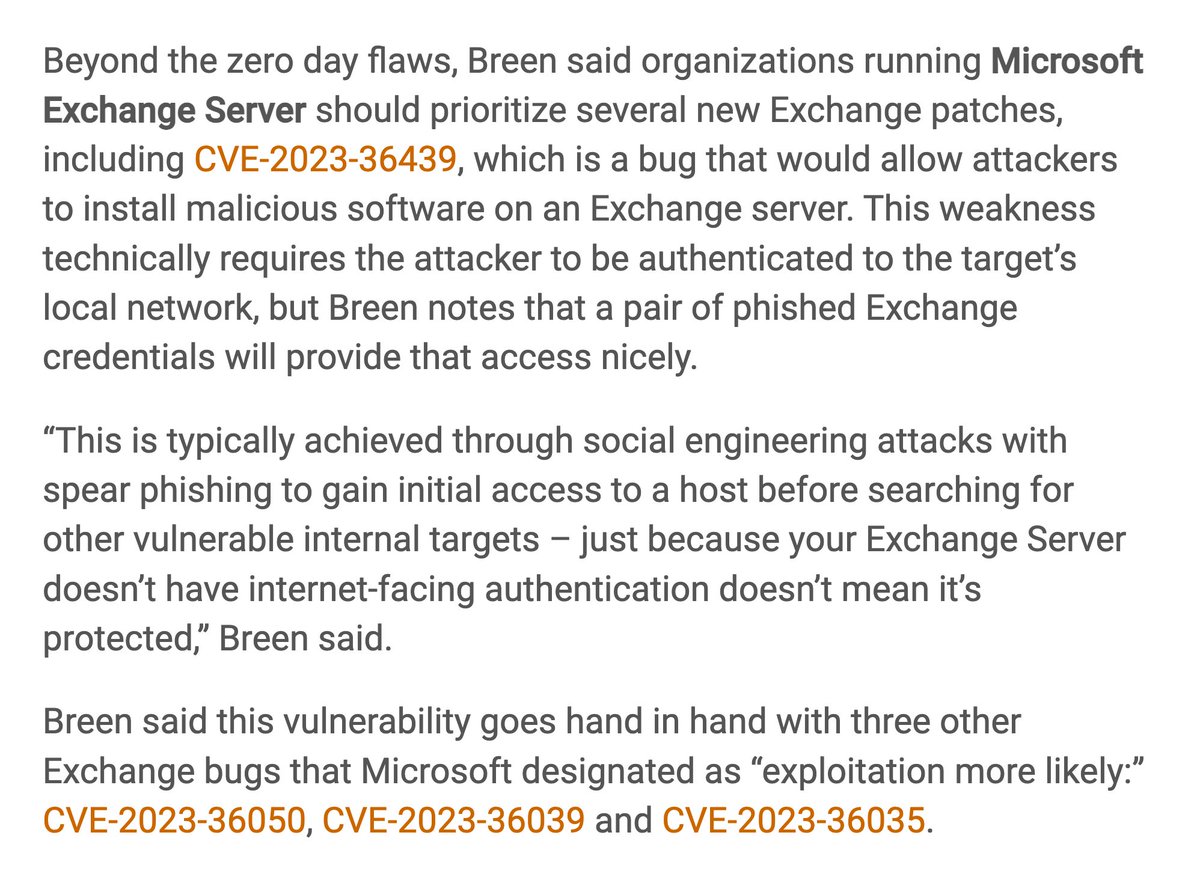 Beyond the zero day flaws, Breen said organizations running Microsoft
Exchange Server should prioritize several new Exchange patches,
including CVE-2023-36439, which is a bug that would allow attackers
to install malicious software on an Exchange server. This weakness
technically requires the attacker to be authenticated to the target’s
local network, but Breen notes that a pair of phished Exchange
credentials will provide that access nicely.
“This is typically achieved through social engineering attacks with
spear phishing to gain initial access to a host before searching for
other vulnerable internal targets – just because your Exchange Server
doesn’t have internet-facing authentication doesn’t mean it’s
protected,” Breen said.
Breen said this vulnerability goes hand in hand with three other
Exchange bugs that Microsoft designated as “exploitation more likely:”
CVE-2023-36050, CVE-2023-36039 and CVE-2023-36035.